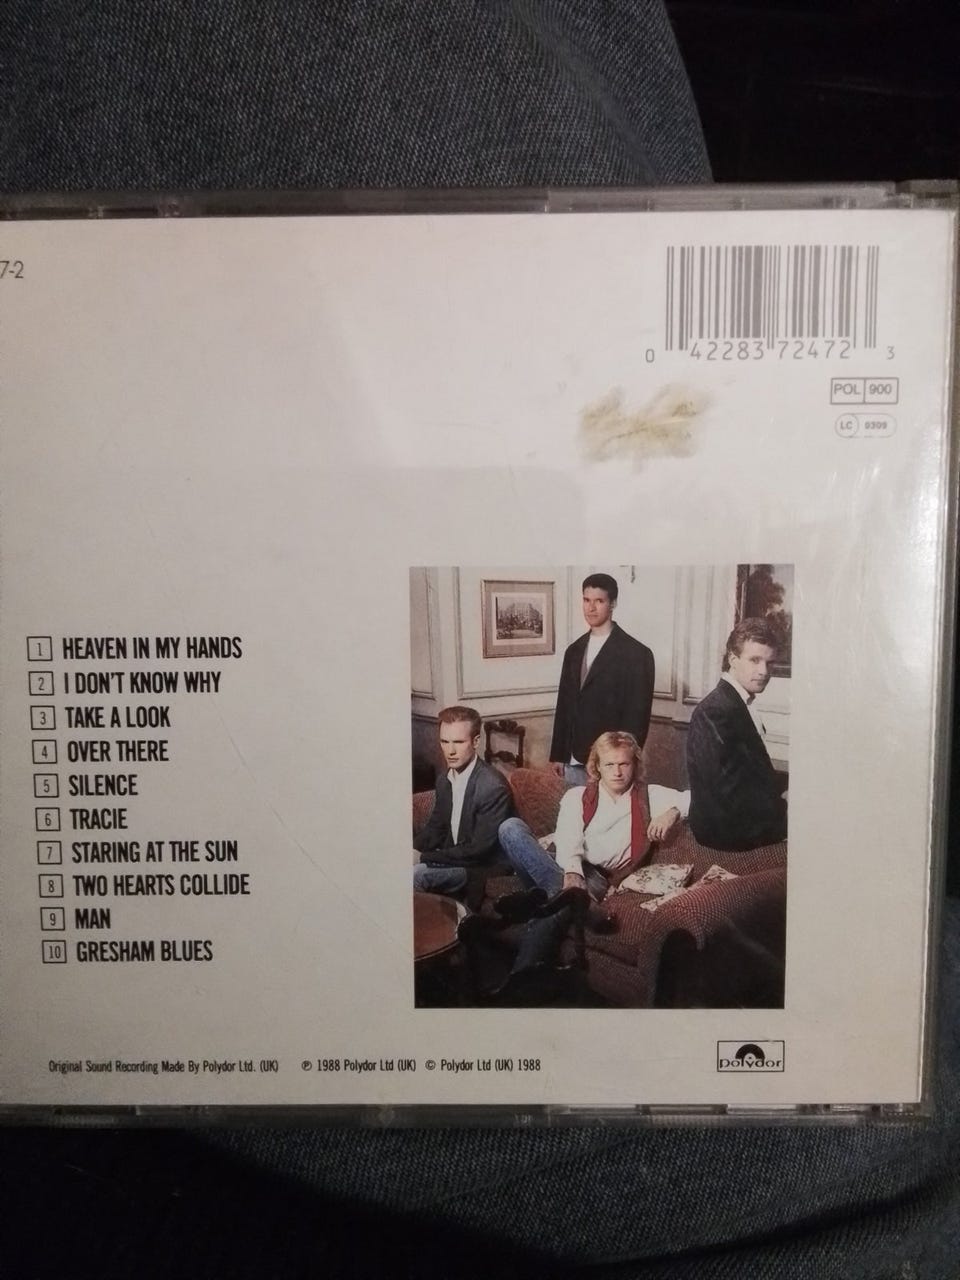 7-2
0 42283 72472 3
POL 900
LC 0309
1 HEAVEN IN MY HANDS
2 I DON'T KNOW WHY
3 TAKE A LOOK
4 OVER THERE
5 SILENCE
6 TRACIE
7 STARING AT THE SUN
8 TWO HEARTS COLLIDE
9 MAN
10 GRESHAM BLUES
Original Sound Recording Made By Polydor Ltd. (UK) ℗ 1988 Polydor Ltd (UK) © Polydor Ltd (UK) 1988
polydor